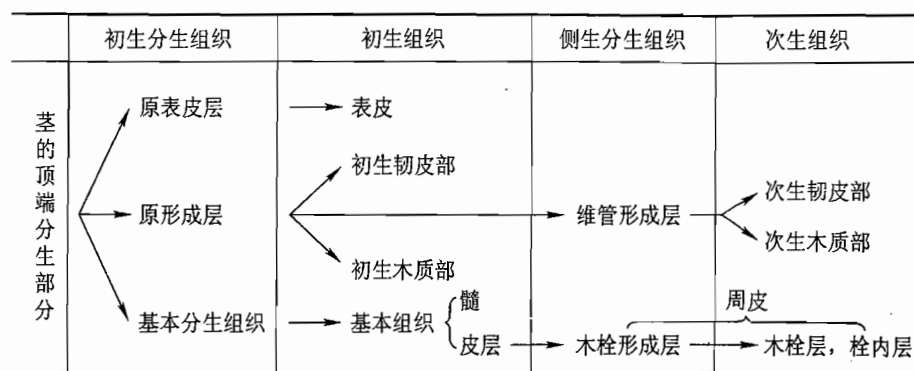 初生分生组织 初生组织 侧生分生组织 次生组织
茎的顶端分生部分
原表皮层 表皮
初生韧皮部
原形成层 维管形成层 次生韧皮部
次生木质部
初生木质部
基本分生组织 基本组织 髓
皮层 木栓形成层 木栓层，栓内层
周皮